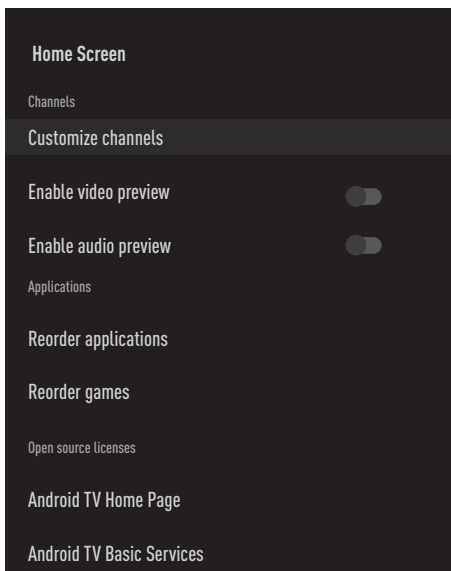 Home Screen
Channels
Customize channels
Enable video preview
Enable audio preview
Applications
Reorder applications
Reorder games
Open source licenses
Android TV Home Page
Android TV Basic Services